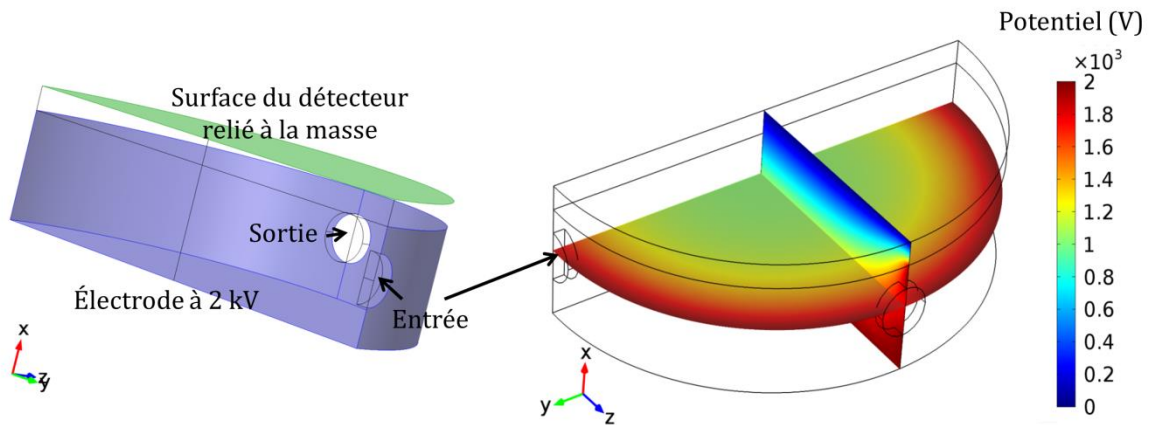 Potentiel (V)
×10³
Surface du détecteur
relié à la masse
Sortie
Électrode à 2 kV
Entrée
x
z
y
x
y
z
2
1.8
1.6
1.4
1.2
1
0.8
0.6
0.4
0.2
0